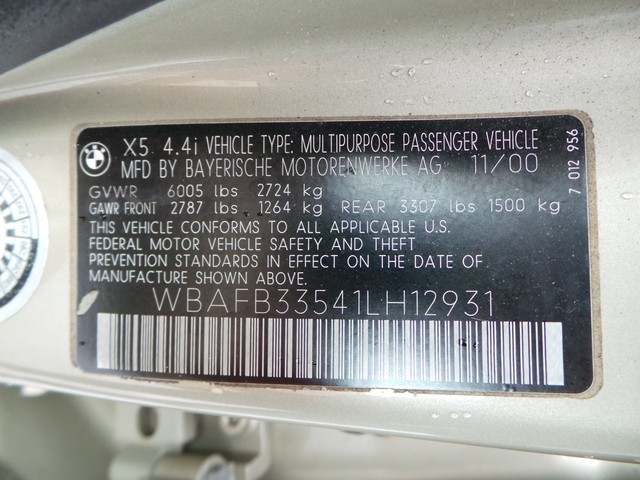 BMW
X5 4.4i VEHICLE TYPE: MULTIPURPOSE PASSENGER VEHICLE
MFD BY BAYERISCHE MOTORENWERKE AG 11/00
GVWR 6005 lbs 2724 kg
GAWR FRONT 2787 lbs 1264 kg REAR 3307 lbs 1500 kg
THIS VEHICLE CONFORMS TO ALL APPLICABLE U.S.
FEDERAL MOTOR VEHICLE SAFETY AND THEFT
PREVENTION STANDARDS IN EFFECT ON THE DATE OF
MANUFACTURE SHOWN ABOVE.
WBAFB33541LH12931
7 012 956